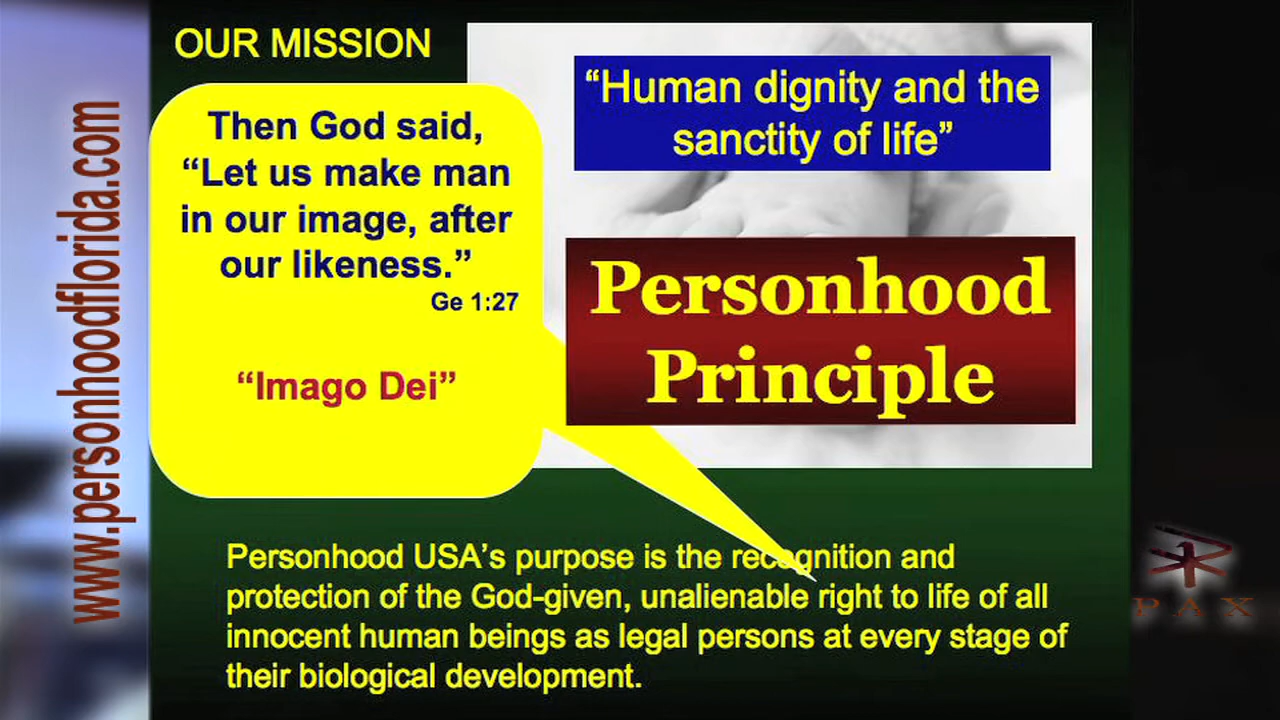 OUR MISSION
Then God said,
“Let us make man
in our image, after
our likeness.”
Ge 1:27
“Imago Dei”
“Human dignity and the
sanctity of life”
Personhood
Principle
Personhood USA’s purpose is the recognition and
protection of the God-given, unalienable right to life of all
innocent human beings as legal persons at every stage of
their biological development.
www.personhoodflorida.com
PAX